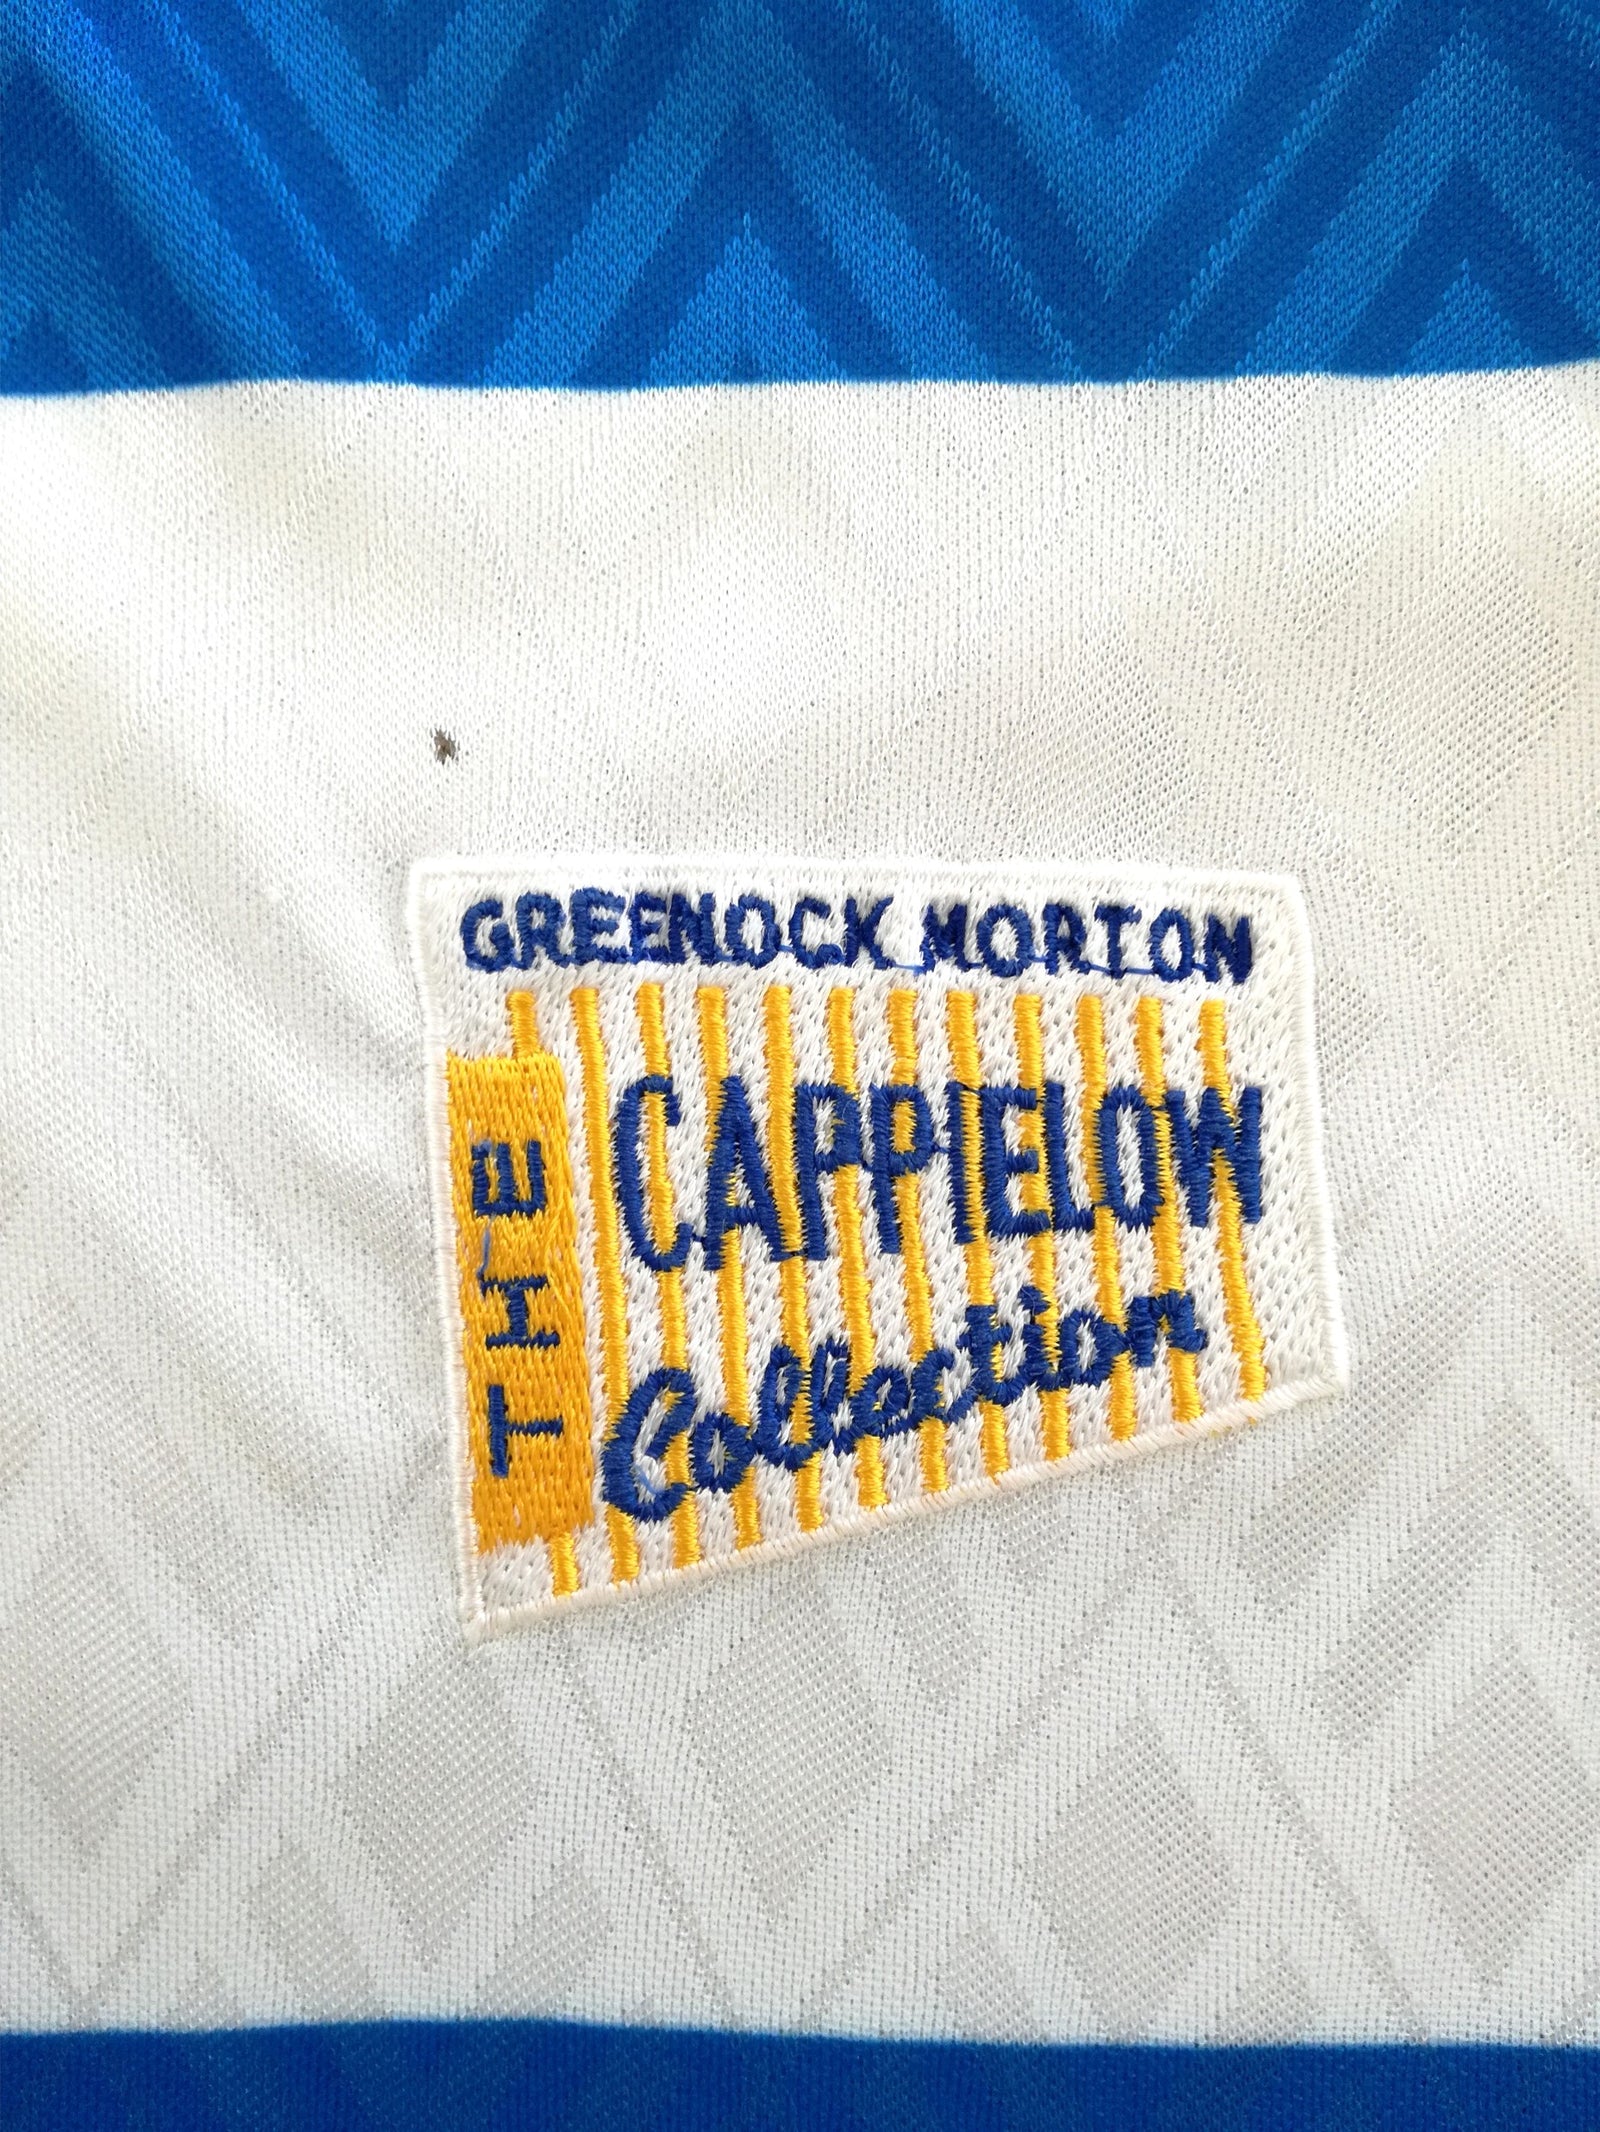 GREENOCK MORTON
THE
CAPPIELOW
Collection